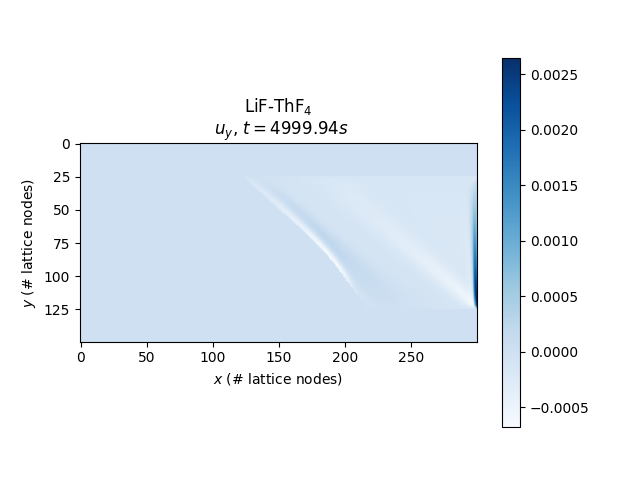 LiF-ThF₄
u_y, t = 4999.94s
0
25
50
75
100
125
y (# lattice nodes)
0 50 100 150 200 250
x (# lattice nodes)
0.0025
0.0020
0.0015
0.0010
0.0005
0.0000
−0.0005